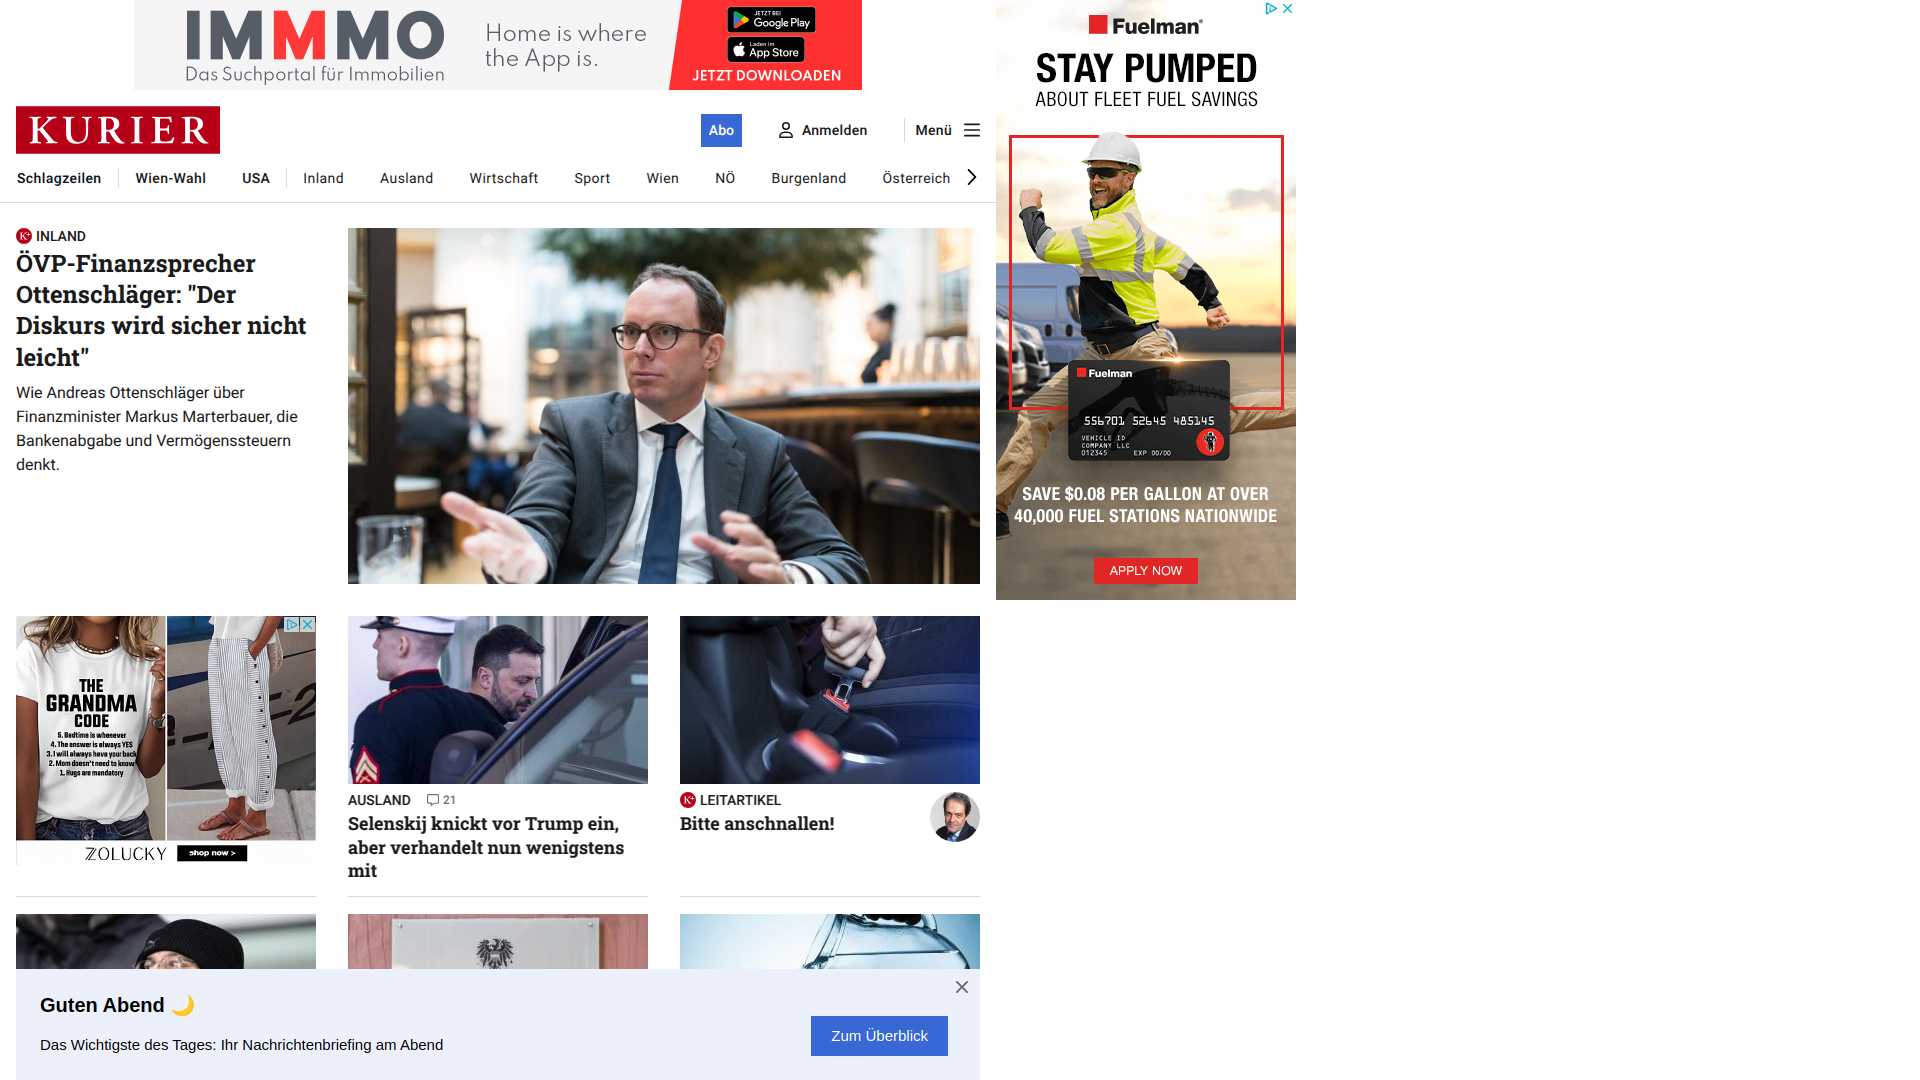 IMMMO
Das Suchportal für Immobilien
Home is where
the App is.
JETZT BEI
Google Play
Laden im
App Store
JETZT DOWNLOADEN
KURIER
Abo
Anmelden
Menü
Schlagzeilen
Wien-Wahl
USA
Inland
Ausland
Wirtschaft
Sport
Wien
NÖ
Burgenland
Österreich
K+ INLAND
ÖVP-Finanzsprecher
Ottenschläger: "Der
Diskurs wird sicher nicht
leicht"
Wie Andreas Ottenschläger über
Finanzminister Markus Marterbauer, die
Bankenabgabe und Vermögenssteuern
denkt.
Fuelman®
STAY PUMPED
ABOUT FLEET FUEL SAVINGS
Fuelman
556701 52645 485145
VEHICLE ID
COMPANY LLC
012345 EXP 00/00
SAVE $0.08 PER GALLON AT OVER
40,000 FUEL STATIONS NATIONWIDE
APPLY NOW
THE
GRANDMA
CODE
5. Bedtime is whenever
4. The answer is always YES
3. I will always have your back
2. Mom doesn't need to know
1. Hugs are mandatory
ZOLUCKY
shop now >
AUSLAND
21
Selenskij knickt vor Trump ein,
aber verhandelt nun wenigstens
mit
K+ LEITARTIKEL
Bitte anschnallen!
Guten Abend 🌙
Das Wichtigste des Tages: Ihr Nachrichtenbriefing am Abend
Zum Überblick